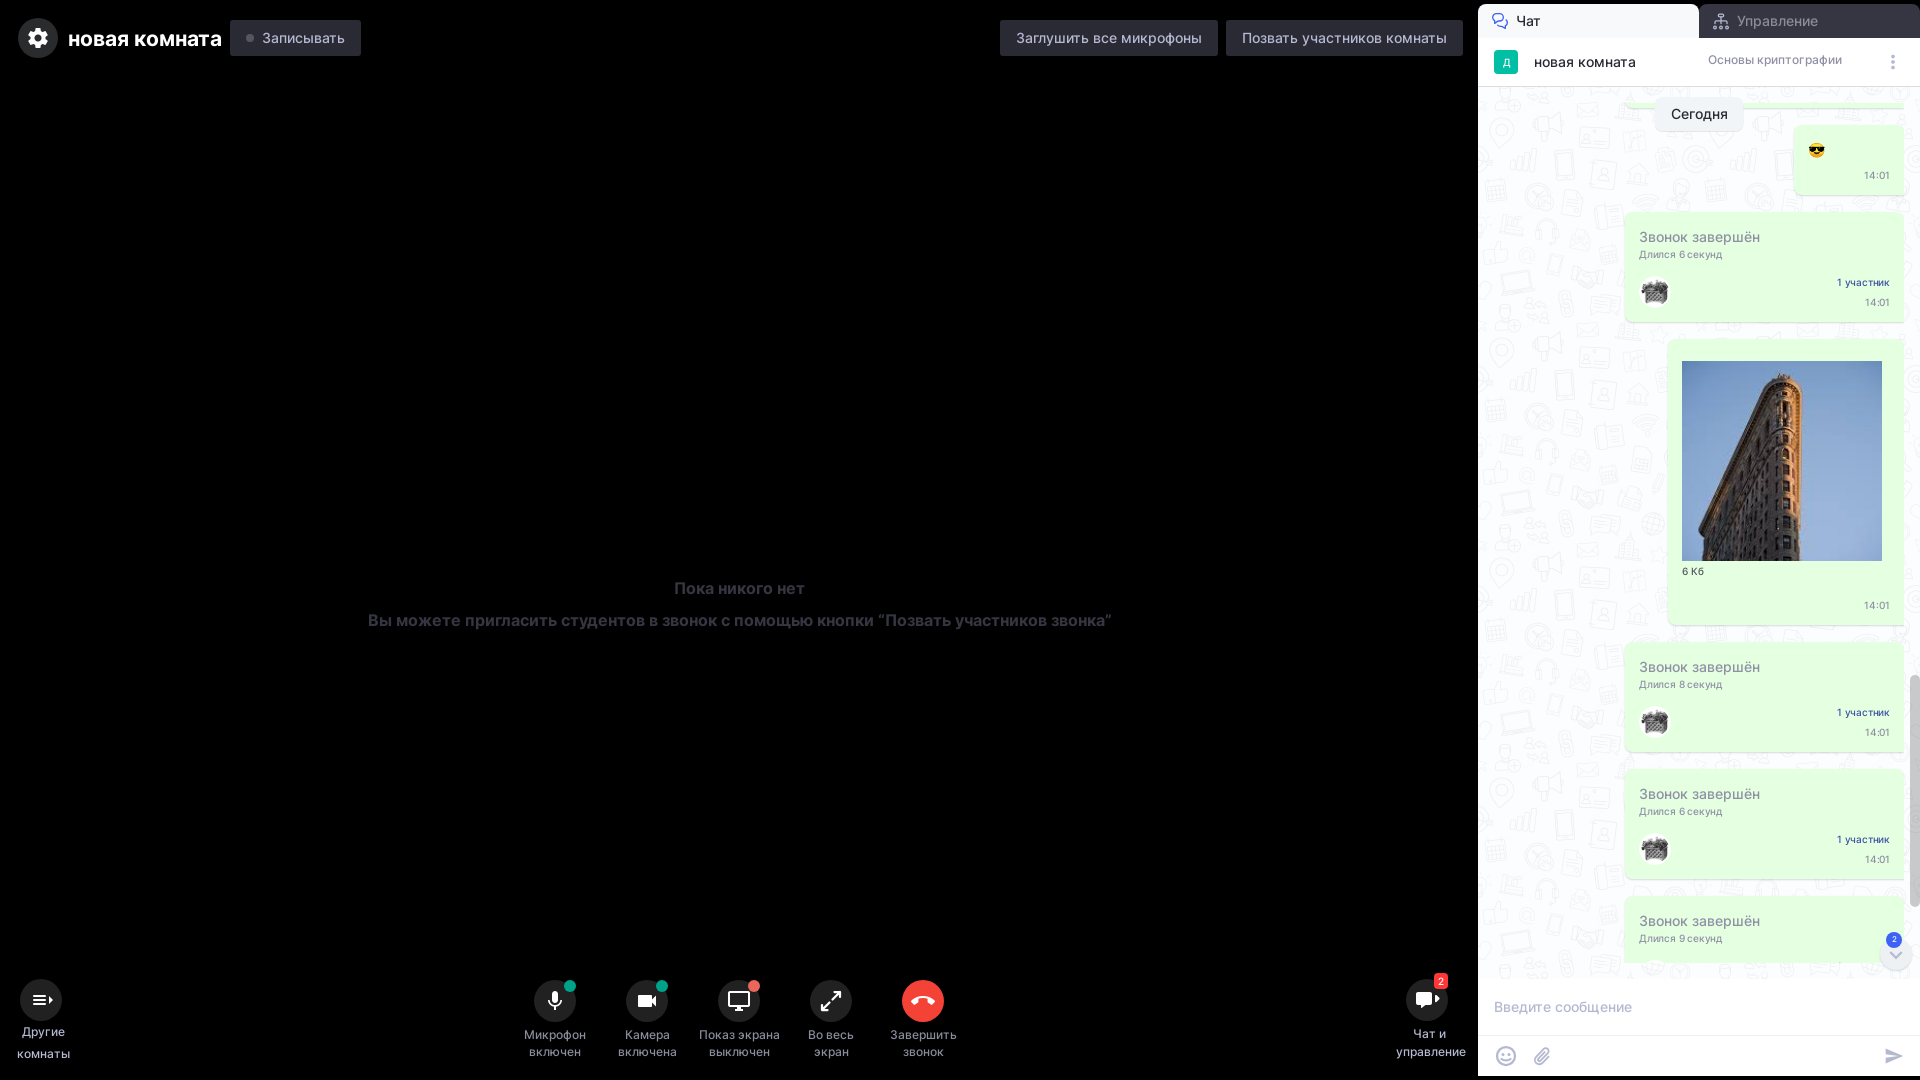 новая комната
Записывать
Заглушить все микрофоны
Позвать участников комнаты
Чат
Управление
Д
новая комната
Основы криптографии
Сегодня
14:01
Звонок завершён
Длился 6 секунд
1 участник
14:01
6 Кб
14:01
Звонок завершён
Длился 8 секунд
1 участник
14:01
Звонок завершён
Длился 6 секунд
1 участник
14:01
Звонок завершён
Длился 9 секунд
2
Пока никого нет
Вы можете пригласить студентов в звонок с помощью кнопки “Позвать участников звонка”
Другие
комнаты
Микрофон
включен
Камера
включена
Показ экрана
выключен
Во весь
экран
Завершить
звонок
2
Чат и
управление
Введите сообщение